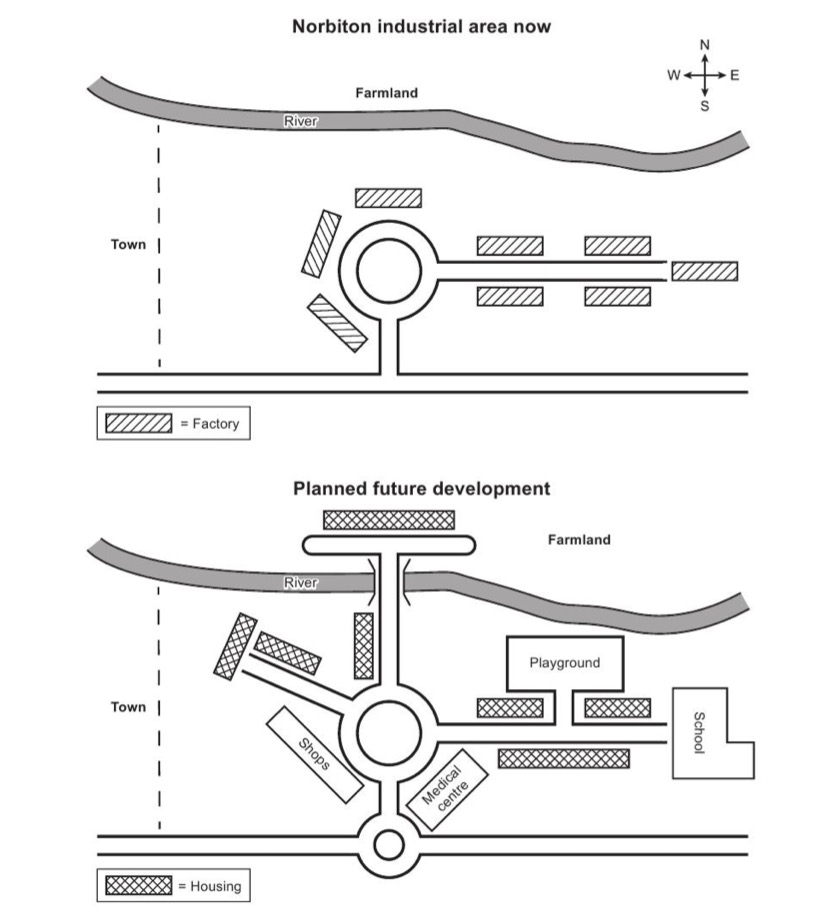 Norbiton industrial area now
N
W E
S
Farmland
River
Town
= Factory
Planned future development
Farmland
River
Playground
Town
School
Shops
Medical
centre
= Housing